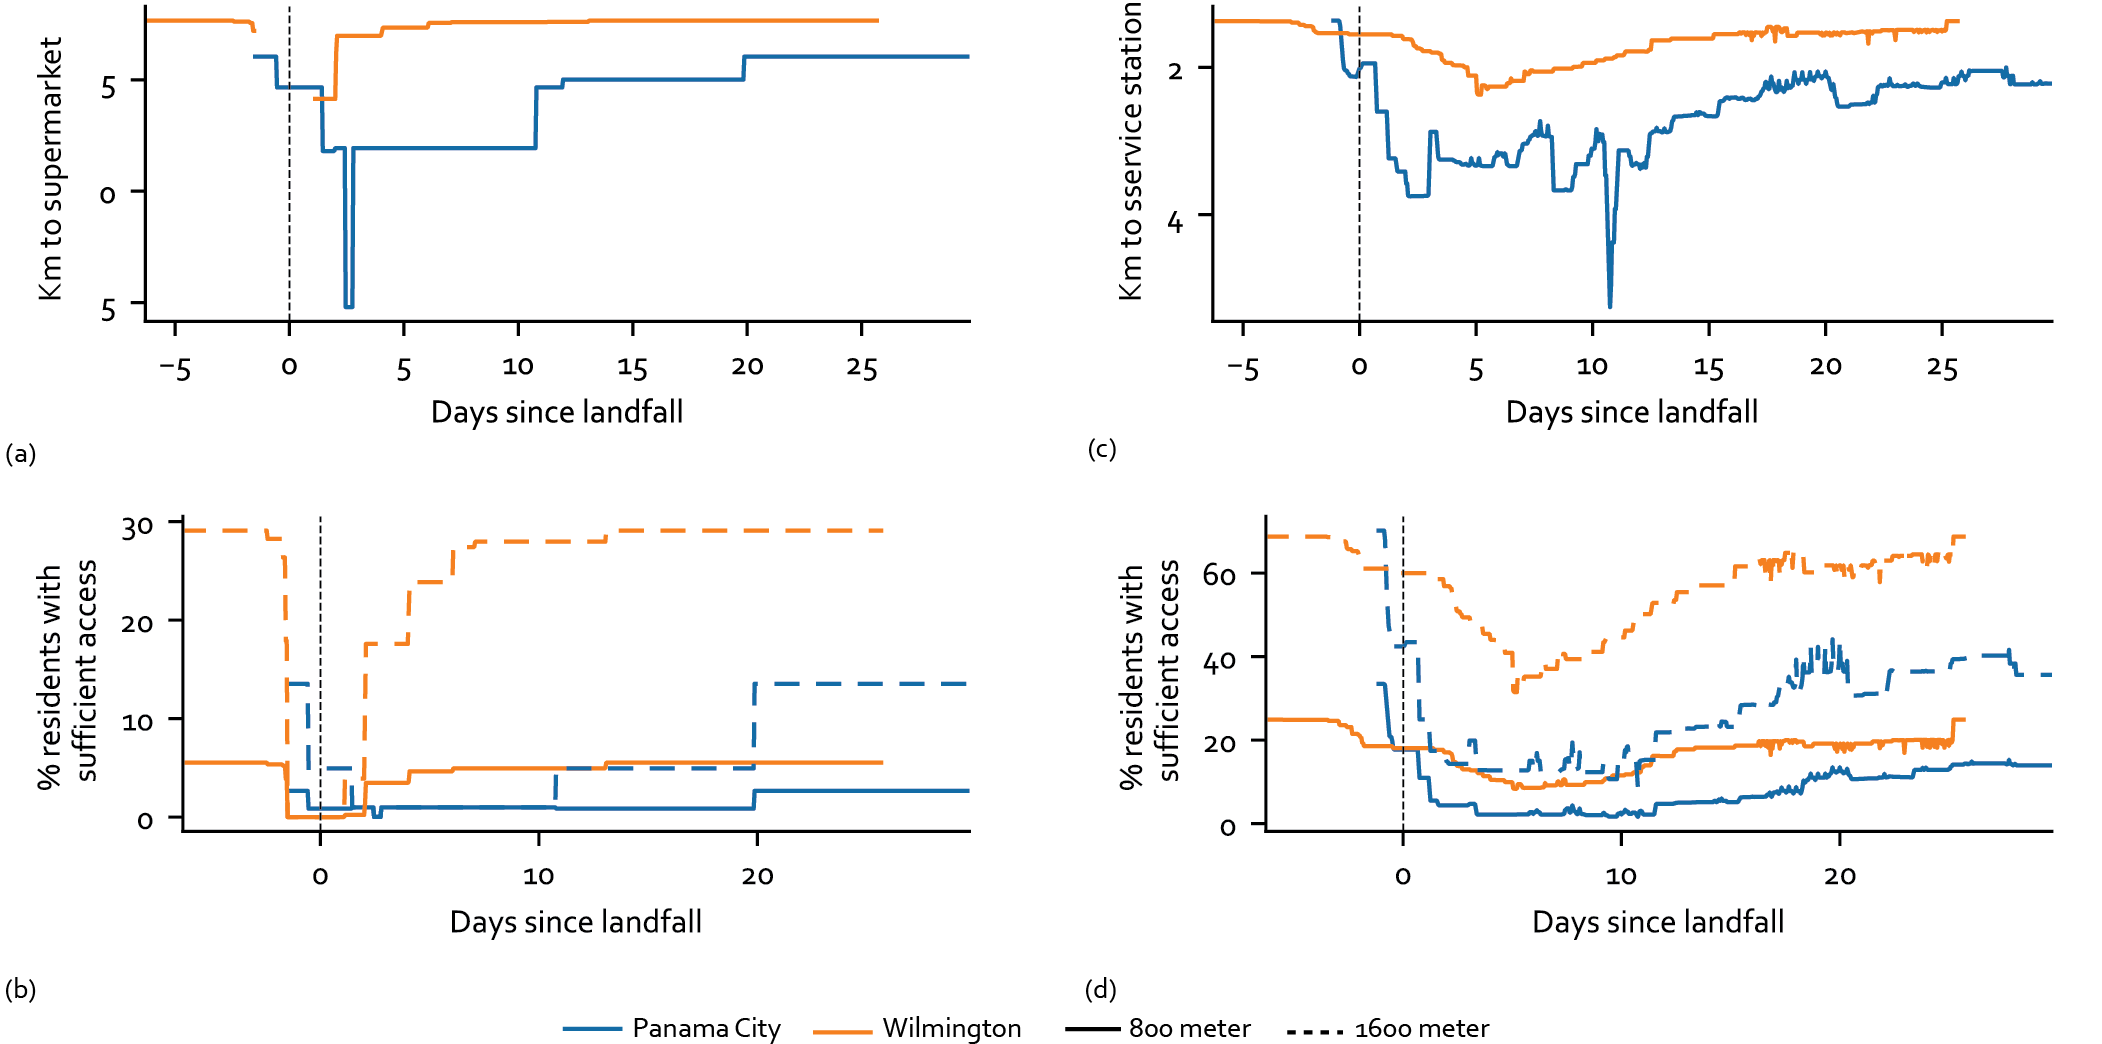 Km to supermarket
5
0
5
−5 0 5 10 15 20 25
Days since landfall
(a)
Km to sservice station
2
4
−5 0 5 10 15 20 25
Days since landfall
(c)
% residents with
sufficient access
30
20
10
0
0 10 20
Days since landfall
(b)
% residents with
sufficient access
60
40
20
0
0 10 20
Days since landfall
(d)
Panama City Wilmington 800 meter 1600 meter